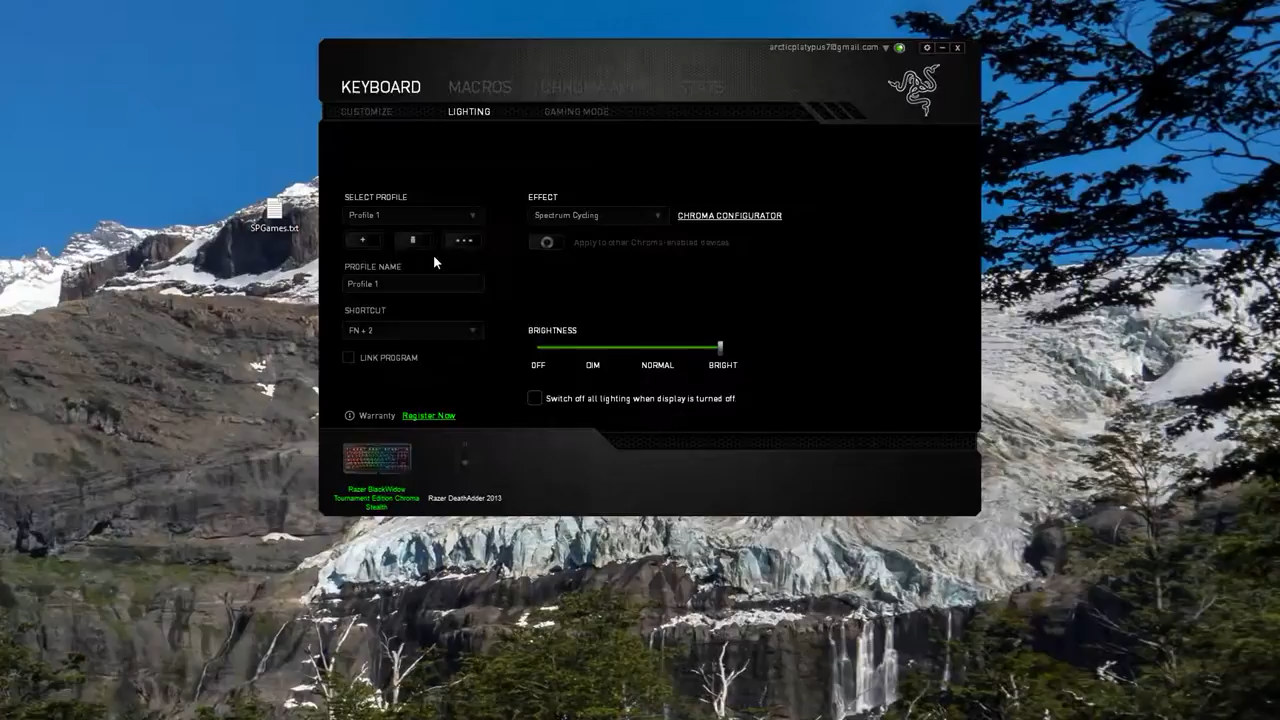 arcticplatypus7@gmail.com
KEYBOARD MACROS CHROMA APPS STATS
CUSTOMIZE LIGHTING GAMING MODE
SELECT PROFILE
Profile 1
PROFILE NAME
Profile 1
SHORTCUT
FN + 2
LINK PROGRAM
Warranty Register Now
EFFECT
Spectrum Cycling CHROMA CONFIGURATOR
Apply to other Chroma-enabled devices
BRIGHTNESS
OFF DIM NORMAL BRIGHT
Switch off all lighting when display is turned off
SPGames.txt
Razer BlackWidow
Tournament Edition Chroma
Stealth
Razer DeathAdder 2013